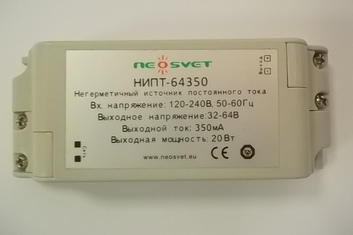 NEOSVET
НИПТ-64350
Негерметичный источник постоянного тока
Вх. напряжение: 120-240В, 50-60Гц
Выходное напряжение:32-64В
Выходной ток: 350мА
Выходная мощность: 20Вт
www.neosvet.eu
CE